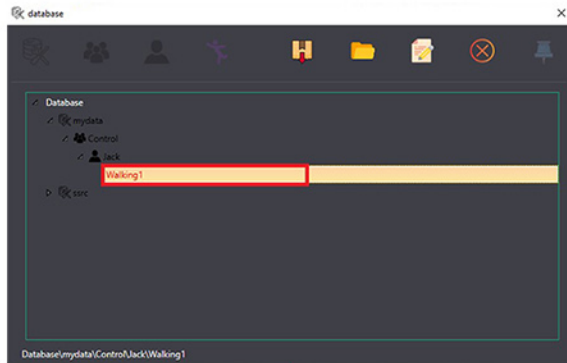 database
Database
mydata
Control
Jack
Walking1
ssrc
Database\mydata\Control\Jack\Walking1